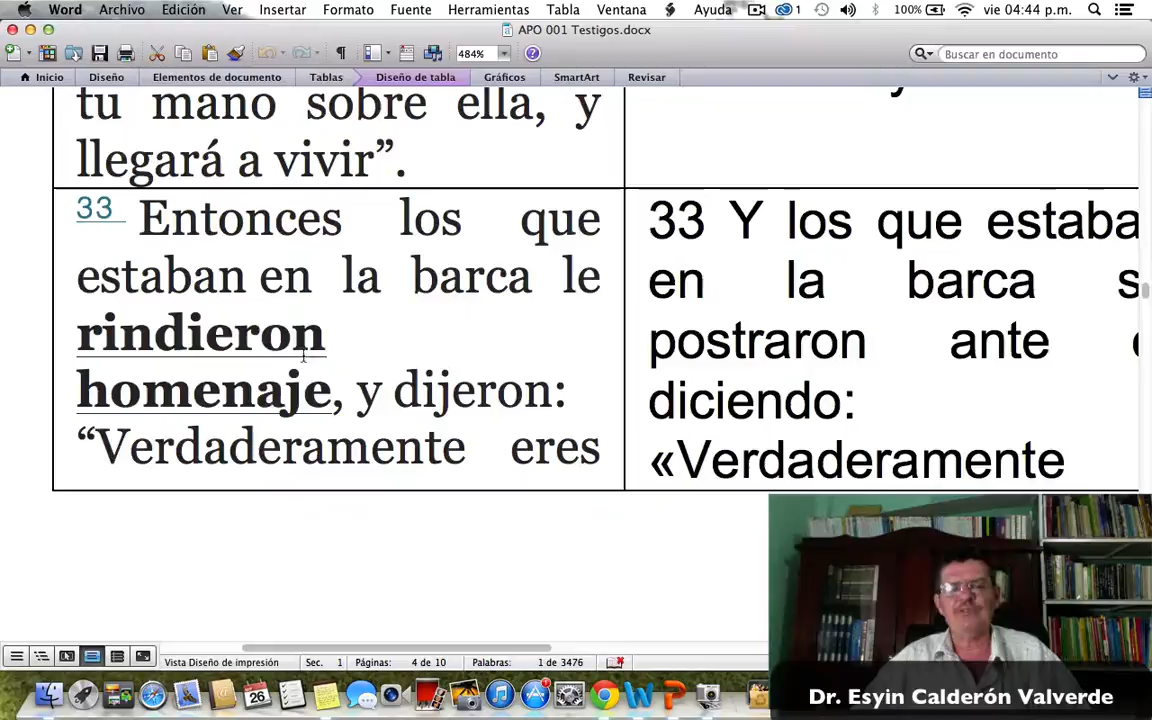 Word Archivo Edición Ver Insertar Formato Fuente Herramientas Tabla Ventana Ayuda 1 100% vie 04:44 p.m.
APO 001 Testigos.docx
484%
Buscar en documento
Inicio Diseño Elementos de documento Tablas Diseño de tabla Gráficos SmartArt Revisar
tu mano sobre ella, y
llegará a vivir”.
33 Entonces los que
estaban en la barca le
rindieron
homenaje, y dijeron:
“Verdaderamente eres
33 Y los que estaba
en la barca s
postraron ante
diciendo:
«Verdaderamente
Vista Diseño de impresión Sec. 1 Páginas: 4 de 10 Palabras: 1 de 3476
26
Dr. Esyin Calderón Valverde